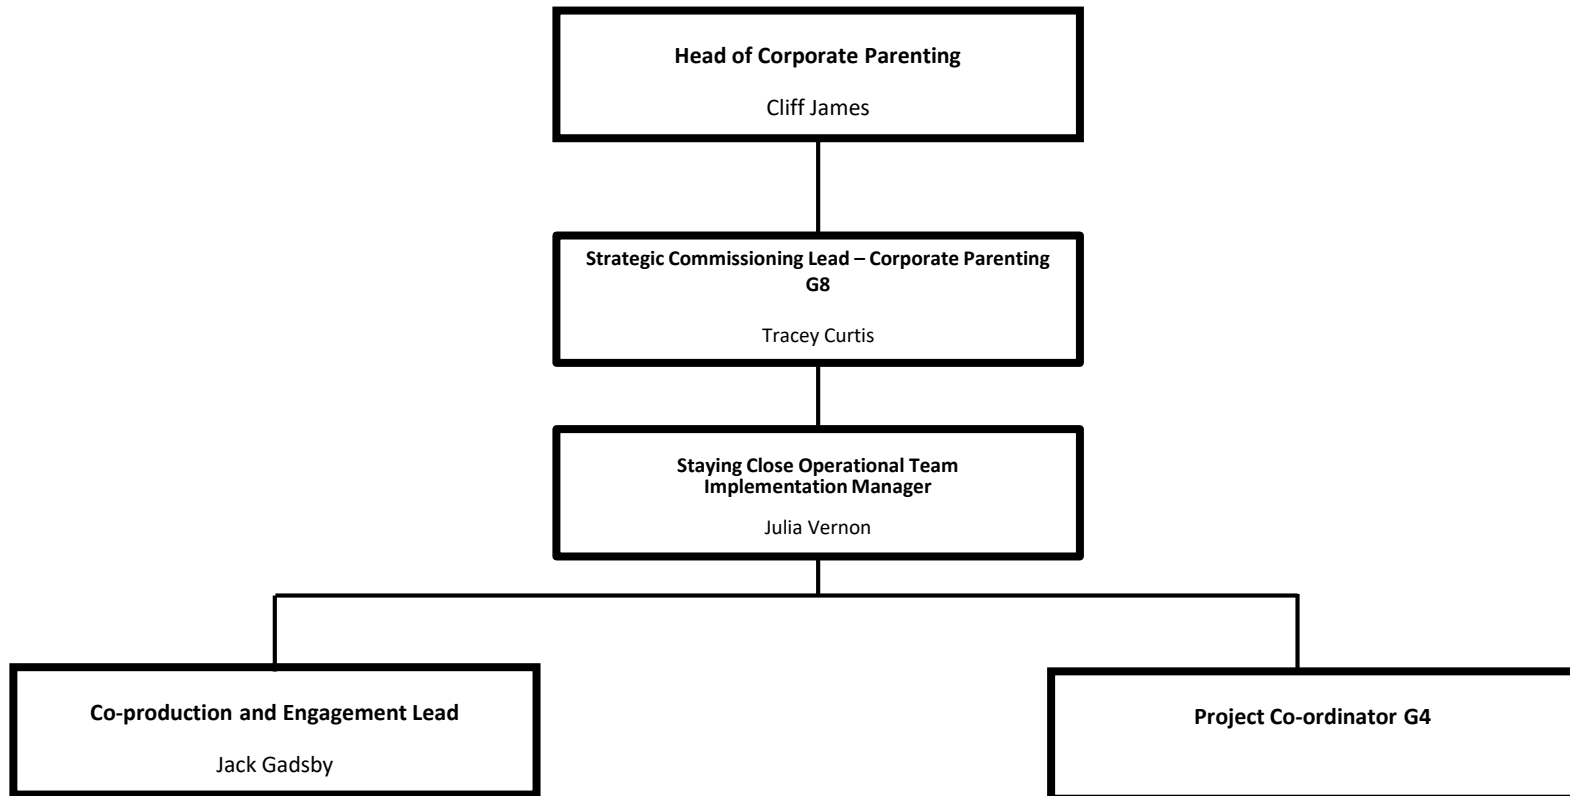 Head of Corporate Parenting
Cliff James
Strategic Commissioning Lead – Corporate Parenting
G8
Tracey Curtis
Staying Close Operational Team
Implementation Manager
Julia Vernon
Co-production and Engagement Lead
Jack Gadsby
Project Co-ordinator G4